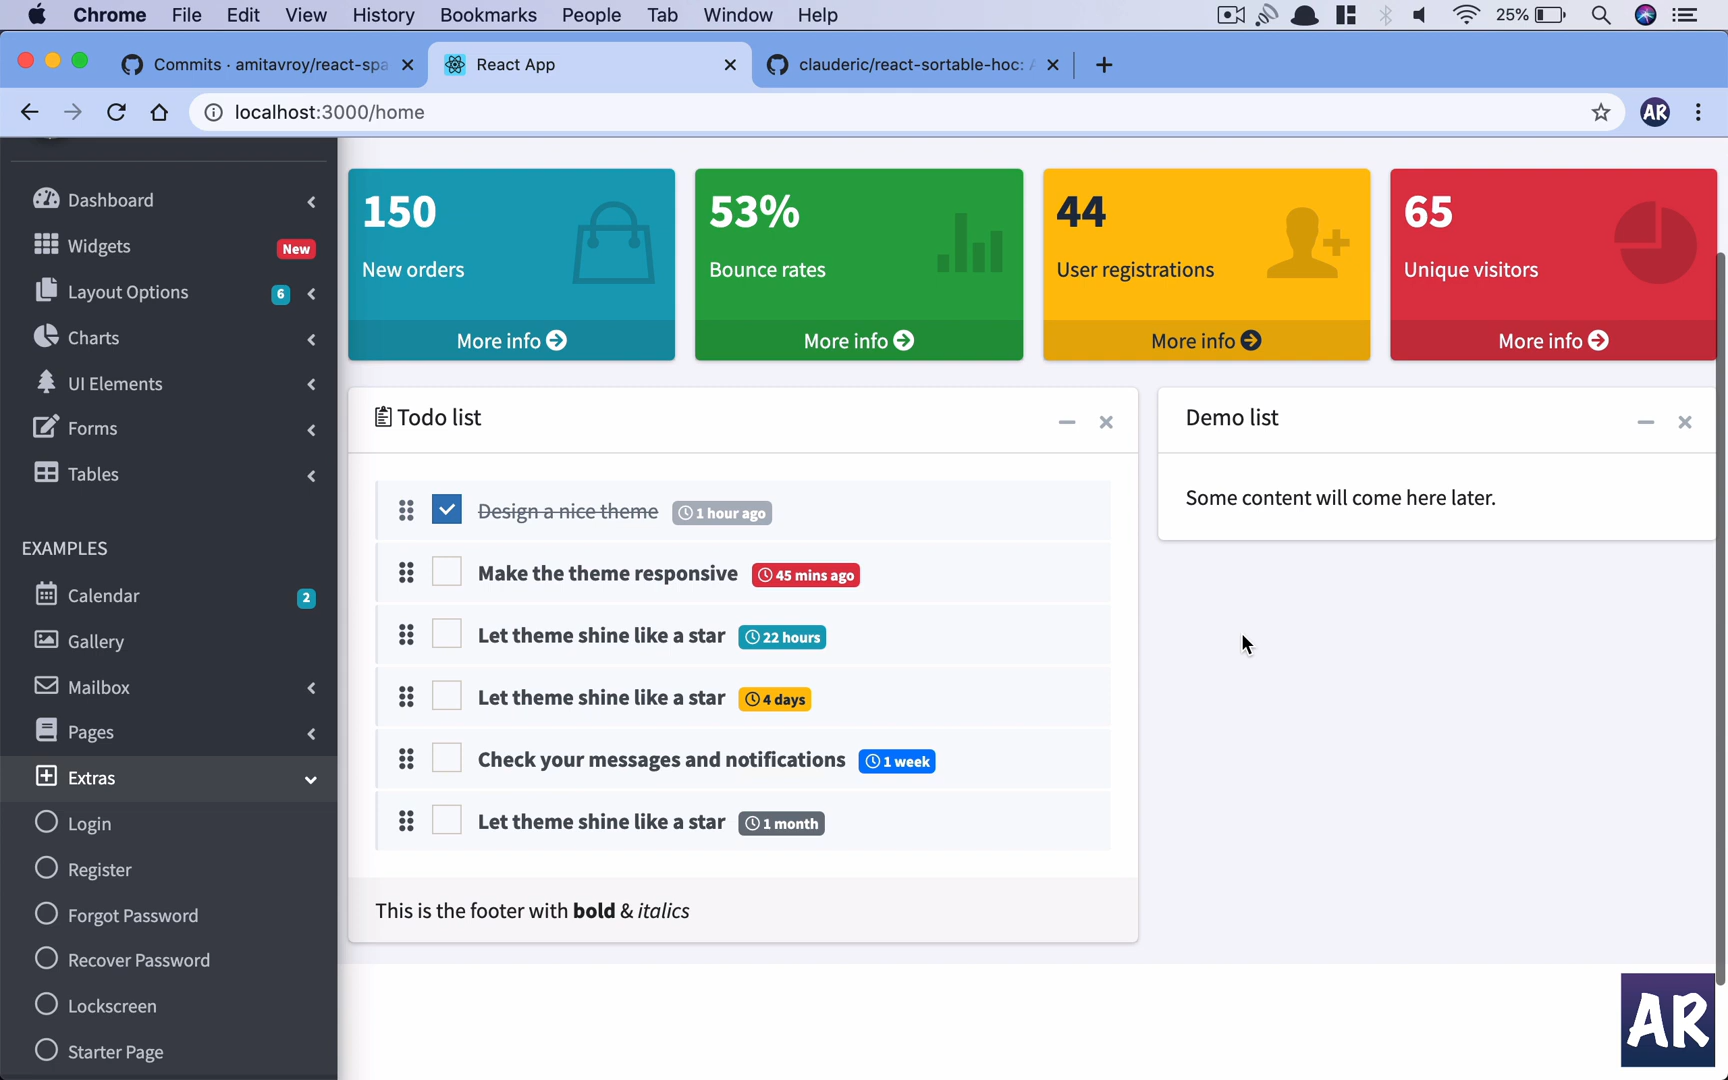 Chrome File Edit View History Bookmarks People Tab Window Help 25%
Commits · amitavroy/react-spa
React App
clauderic/react-sortable-hoc:
localhost:3000/home
AR
Dashboard
Widgets New
Layout Options 6
Charts
UI Elements
Forms
Tables
EXAMPLES
Calendar 2
Gallery
Mailbox
Pages
Extras
Login
Register
Forgot Password
Recover Password
Lockscreen
Starter Page
150
New orders
More info
53%
Bounce rates
More info
44
User registrations
More info
65
Unique visitors
More info
Todo list
Design a nice theme 1 hour ago
Make the theme responsive 45 mins ago
Let theme shine like a star 22 hours
Let theme shine like a star 4 days
Check your messages and notifications 1 week
Let theme shine like a star 1 month
This is the footer with bold & italics
Demo list
Some content will come here later.
AR